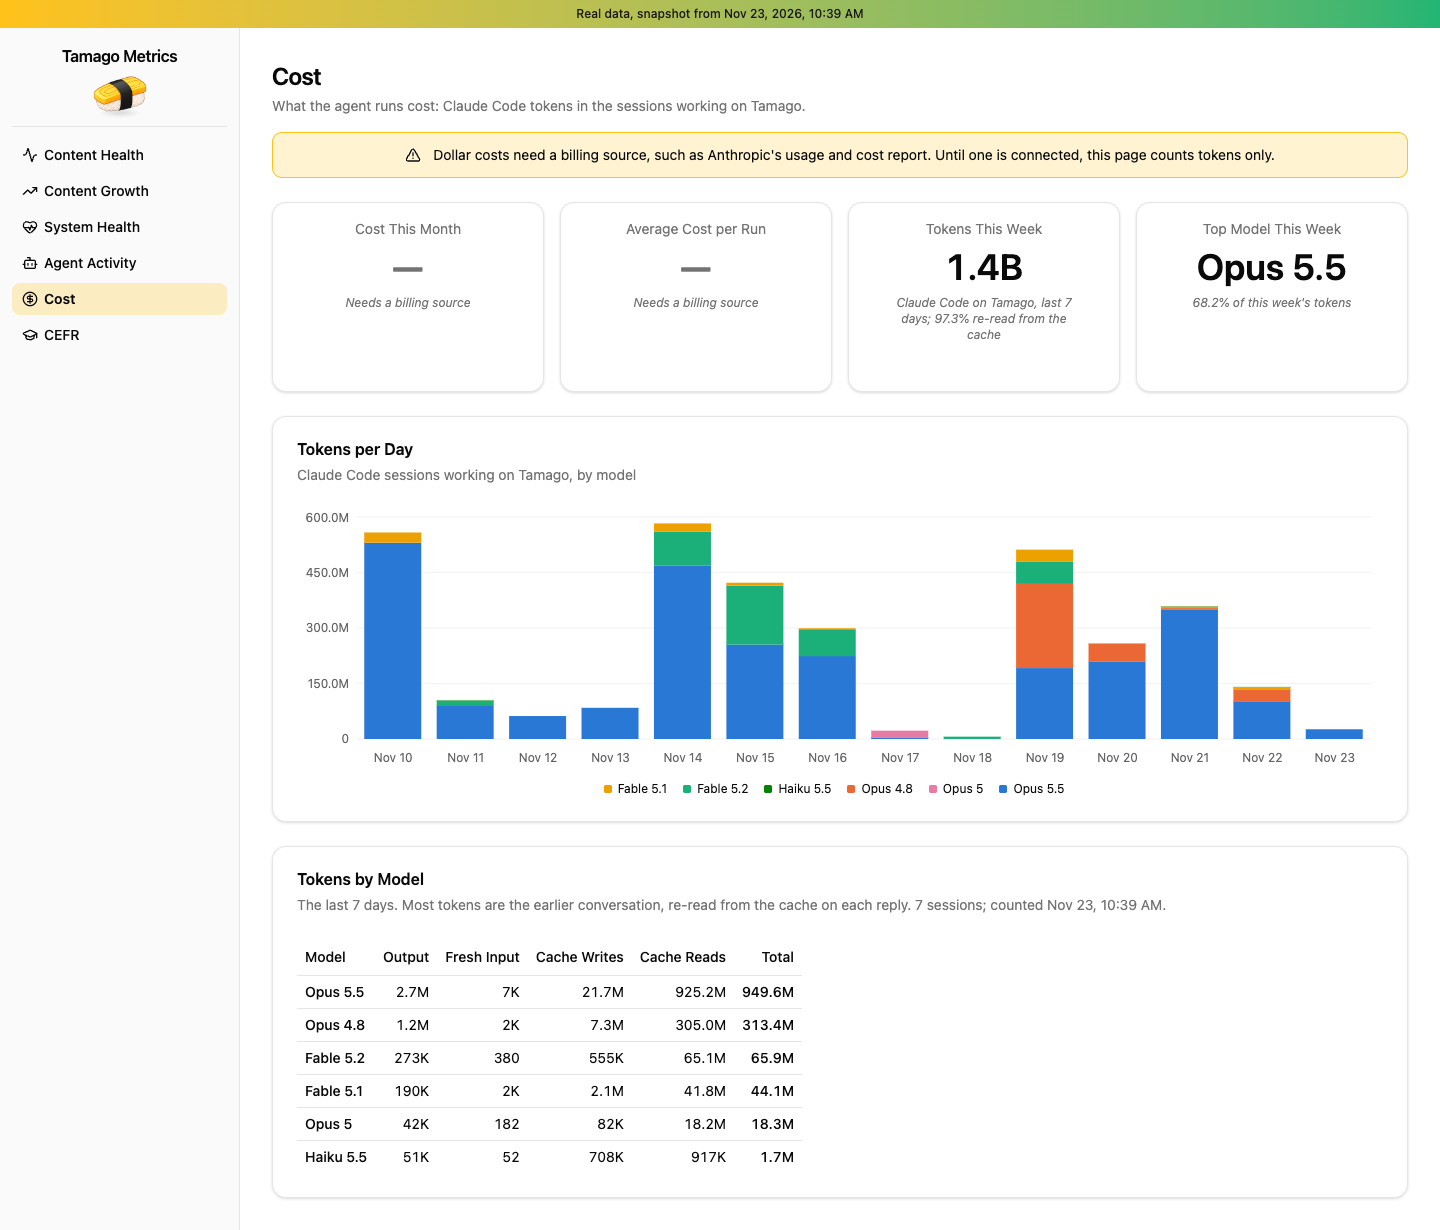 Real data, snapshot from Nov 23, 2026, 10:39 AM
Tamago Metrics
Content Health
Content Growth
System Health
Agent Activity
Cost
CEFR
Cost
What the agent runs cost: Claude Code tokens in the sessions working on Tamago.
Dollar costs need a billing source, such as Anthropic's usage and cost report. Until one is connected, this page counts tokens only.
Cost This Month
—
Needs a billing source
Average Cost per Run
—
Needs a billing source
Tokens This Week
1.4B
Claude Code on Tamago, last 7
days; 97.3% re-read from the
cache
Top Model This Week
Opus 5.5
68.2% of this week's tokens
Tokens per Day
Claude Code sessions working on Tamago, by model
600.0M
450.0M
300.0M
150.0M
0
Nov 10 Nov 11 Nov 12 Nov 13 Nov 14 Nov 15 Nov 16 Nov 17 Nov 18 Nov 19 Nov 20 Nov 21 Nov 22 Nov 23
Fable 5.1 Fable 5.2 Haiku 5.5 Opus 4.8 Opus 5 Opus 5.5
Tokens by Model
The last 7 days. Most tokens are the earlier conversation, re-read from the cache on each reply. 7 sessions; counted Nov 23, 10:39 AM.
Model Output Fresh Input Cache Writes Cache Reads Total
Opus 5.5 2.7M 7K 21.7M 925.2M 949.6M
Opus 4.8 1.2M 2K 7.3M 305.0M 313.4M
Fable 5.2 273K 380 555K 65.1M 65.9M
Fable 5.1 190K 2K 2.1M 41.8M 44.1M
Opus 5 42K 182 82K 18.2M 18.3M
Haiku 5.5 51K 52 708K 917K 1.7M